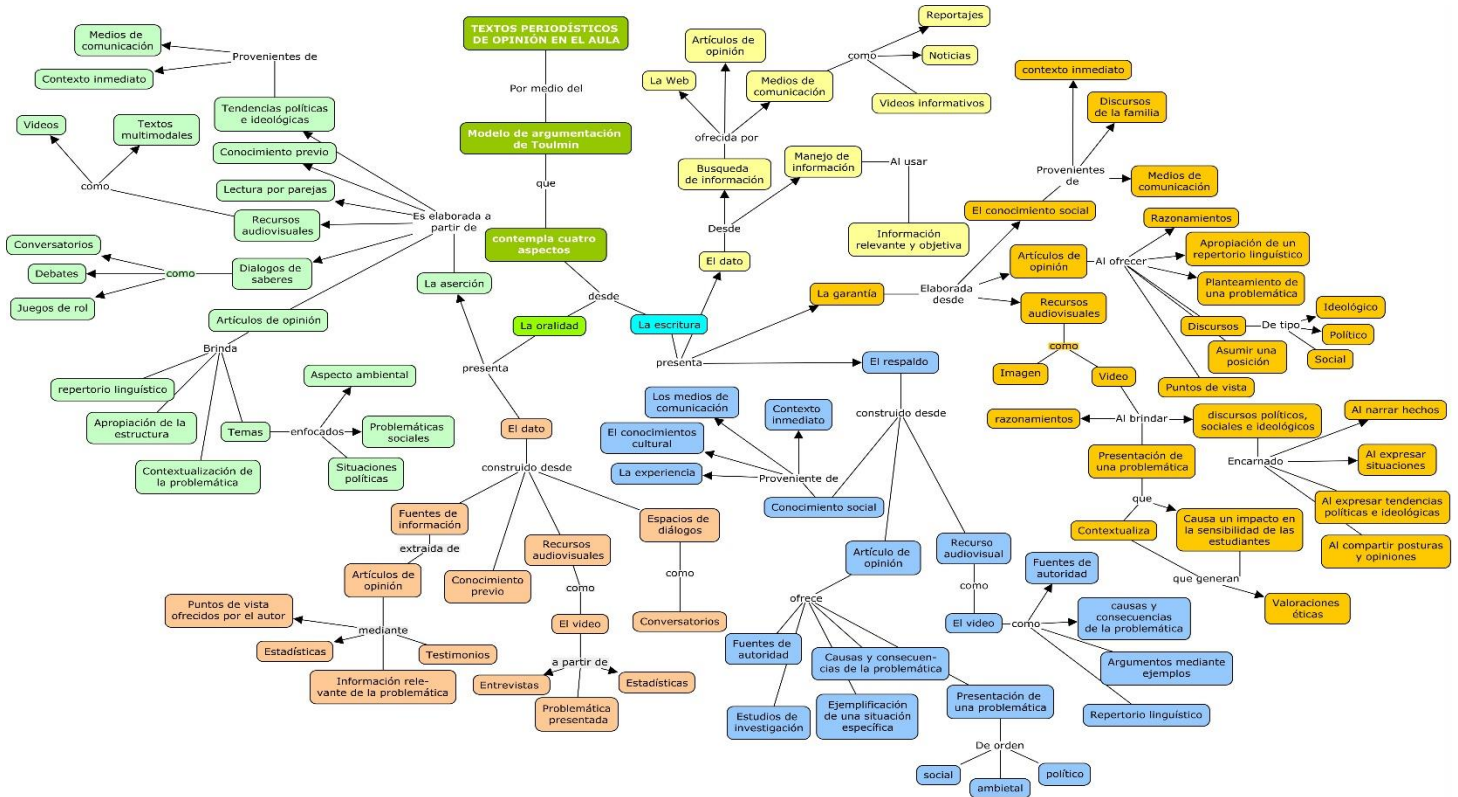 TEXTOS PERIODÍSTICOS
DE OPINIÓN EN EL AULA
Por medio del
Modelo de argumentación
de Toulmin
que
contempla cuatro
aspectos
desde
La oralidad
La escritura
presenta
presenta
Medios de
comunicación
Provenientes de
Contexto inmediato
Tendencias políticas
e ideológicas
Videos
Textos
multimodales
como
Conocimiento previo
Lectura por parejas
Recursos
audiovisuales
Es elaborada a
partir de
Conversatorios
Debates
Juegos de rol
como
Dialogos de
saberes
La aserción
Artículos de opinión
Brinda
repertorio linguístico
Apropiación de la
estructura
Contextualización de
la problemática
Temas
enfocados
Aspecto ambiental
Problemáticas
sociales
Situaciones
políticas
El dato
construido desde
Fuentes de
información
extraida de
Artículos de
opinión
mediante
Puntos de vista
ofrecidos por el autor
Estadísticas
Información rele-
vante de la problemática
Testimonios
Conocimiento
previo
Recursos
audiovisuales
como
El video
a partir de
Entrevistas
Problemática
presentada
Estadísticas
Espacios de
diálogos
como
Conversatorios
Reportajes
como
Noticias
Videos informativos
Artículos de
opinión
La Web
Medios de
comunicación
ofrecida por
Busqueda
de información
Manejo de
información
Al usar
Información
relevante y objetiva
Desde
El dato
La garantía
Elaborada
desde
El conocimiento social
Provenientes
de
contexto inmediato
Discursos
de la familia
Medios de
comunicación
Artículos de
opinión
Al ofrecer
Razonamientos
Apropiación de un
repertorio linguístico
Planteamiento de
una problemática
Discursos
De tipo
Ideológico
Político
Social
Asumir una
posición
Puntos de vista
Recursos
audiovisuales
como
Imagen
Video
Al brindar
razonamientos
discursos políticos,
sociales e ideológicos
Encarnado
Al narrar hechos
Al expresar
situaciones
Al expresar tendencias
políticas e ideológicas
Al compartir posturas
y opiniones
Presentación de
una problemática
que
Contextualiza
Causa un impacto en
la sensibilidad de las
estudiantes
que generan
Valoraciones
éticas
El respaldo
construido desde
Los medios de
comunicación
Contexto
inmediato
El conocimientos
cultural
La experiencia
Proveniente de
Conocimiento social
Artículo de
opinión
ofrece
Fuentes de
autoridad
Estudios de
investigación
Causas y consecuen-
cias de la problemática
Ejemplificación
de una situación
específica
Presentación de
una problemática
De orden
social
ambietal
político
Recurso
audiovisual
como
El video
como
Fuentes de
autoridad
causas y
consecuencias
de la problemática
Argumentos mediante
ejemplos
Repertorio linguístico